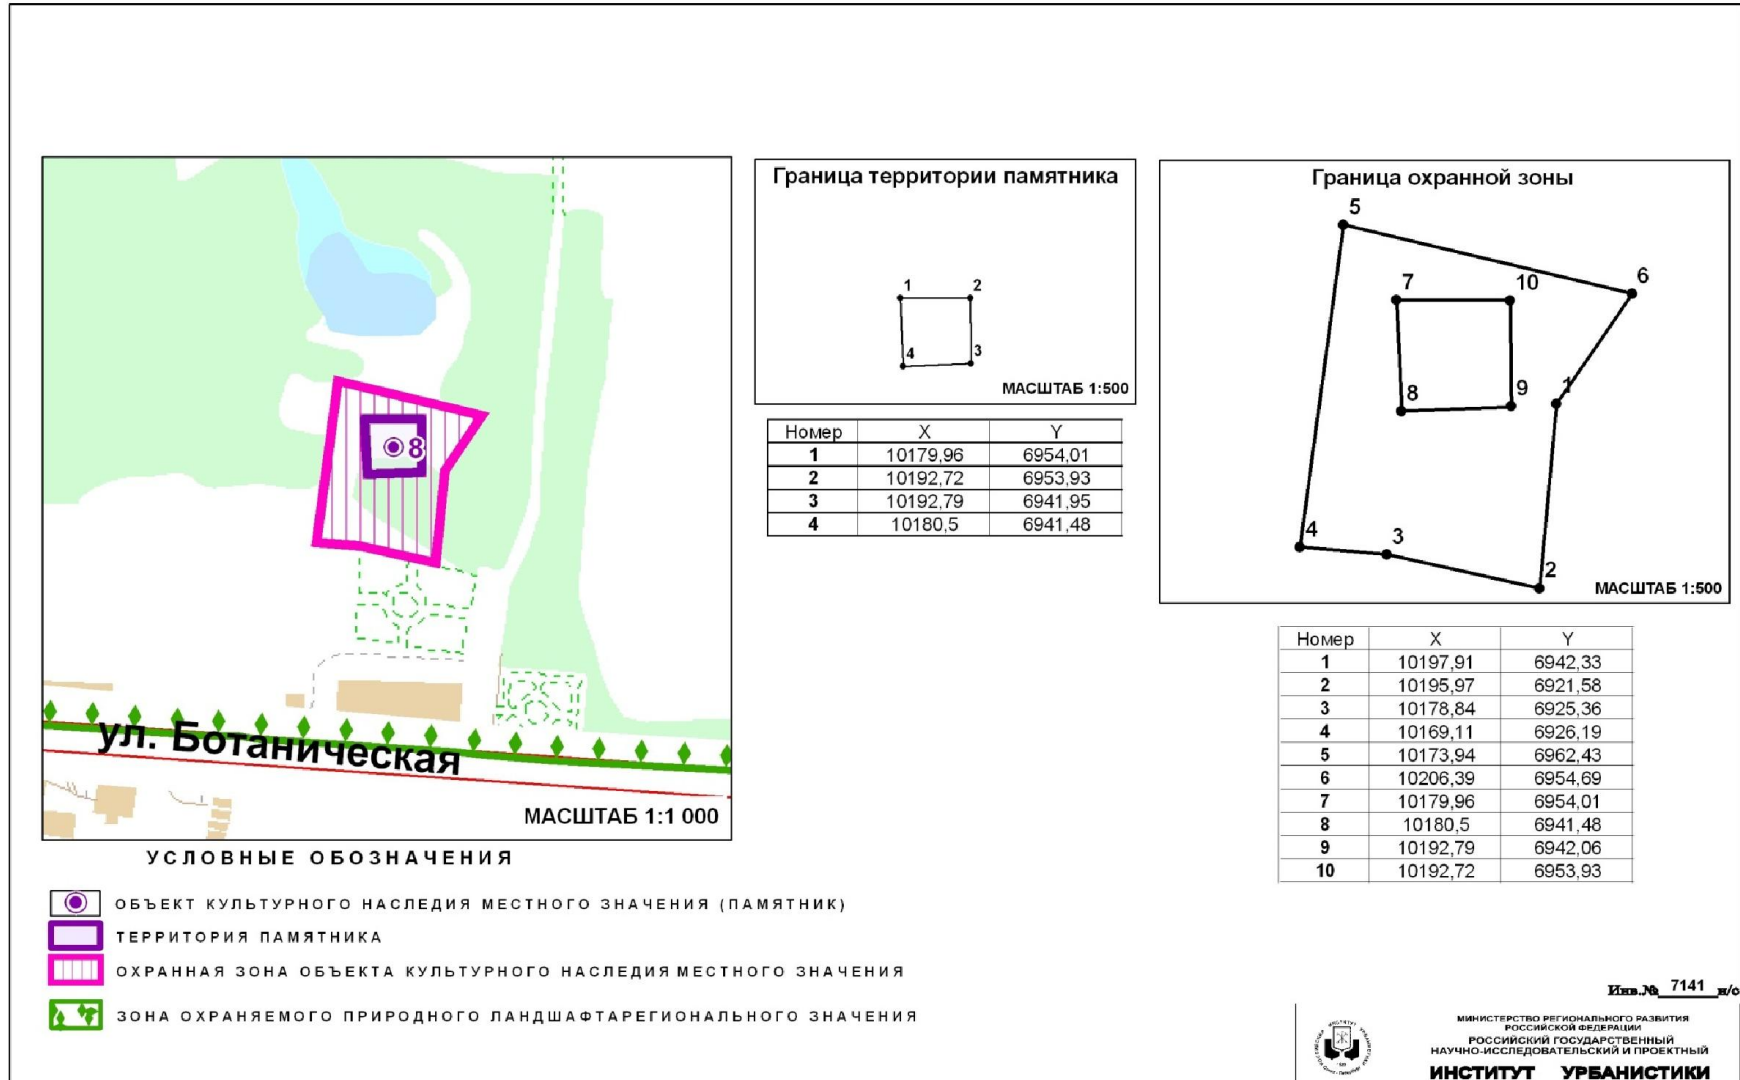 8
ул. Ботаническая
МАСШТАБ 1:1 000
Граница территории памятника
1
2
4
3
МАСШТАБ 1:500
Номер X Y
1 10179,96 6954,01
2 10192,72 6953,93
3 10192,79 6941,95
4 10180,5 6941,48
Граница охранной зоны
5
6
7
10
8
9
1
4
3
2
МАСШТАБ 1:500
Номер X Y
1 10197,91 6942,33
2 10195,97 6921,58
3 10178,84 6925,36
4 10169,11 6926,19
5 10173,94 6962,43
6 10206,39 6954,69
7 10179,96 6954,01
8 10180,5 6941,48
9 10192,79 6942,06
10 10192,72 6953,93
УСЛОВНЫЕ ОБОЗНАЧЕНИЯ
ОБЪЕКТ КУЛЬТУРНОГО НАСЛЕДИЯ МЕСТНОГО ЗНАЧЕНИЯ (ПАМЯТНИК)
ТЕРРИТОРИЯ ПАМЯТНИКА
ОХРАННАЯ ЗОНА ОБЪЕКТА КУЛЬТУРНОГО НАСЛЕДИЯ МЕСТНОГО ЗНАЧЕНИЯ
ЗОНА ОХРАНЯЕМОГО ПРИРОДНОГО ЛАНДШАФТАРЕГИОНАЛЬНОГО ЗНАЧЕНИЯ
Инв.№ 7141 н/с
МИНИСТЕРСТВО РЕГИОНАЛЬНОГО РАЗВИТИЯ
РОССИЙСКОЙ ФЕДЕРАЦИИ
РОССИЙСКИЙ ГОСУДАРСТВЕННЫЙ
НАУЧНО-ИССЛЕДОВАТЕЛЬСКИЙ И ПРОЕКТНЫЙ
ИНСТИТУТ УРБАНИСТИКИ